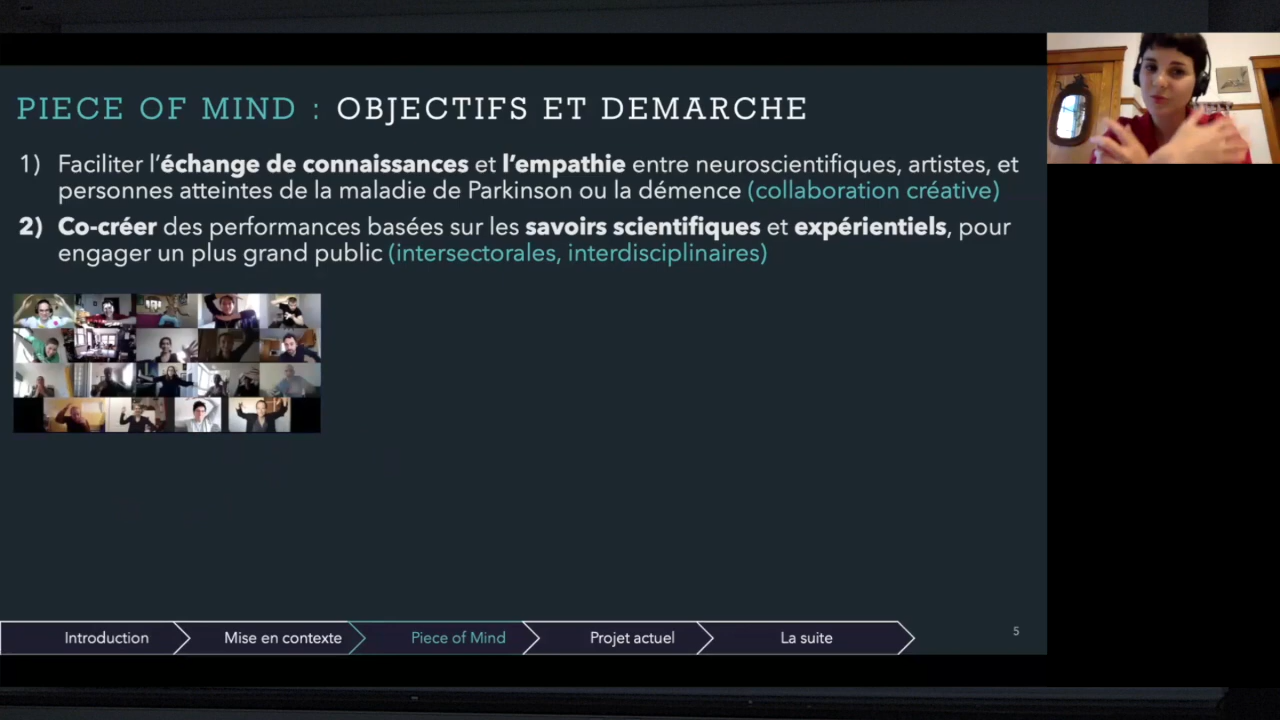 PIECE OF MIND : OBJECTIFS ET DEMARCHE
1) Faciliter l’échange de connaissances et l’empathie entre neuroscientifiques, artistes, et
personnes atteintes de la maladie de Parkinson ou la démence (collaboration créative)
2) Co-créer des performances basées sur les savoirs scientifiques et expérientiels, pour
engager un plus grand public (intersectorales, interdisciplinaires)
Introduction
Mise en contexte
Piece of Mind
Projet actuel
La suite
5